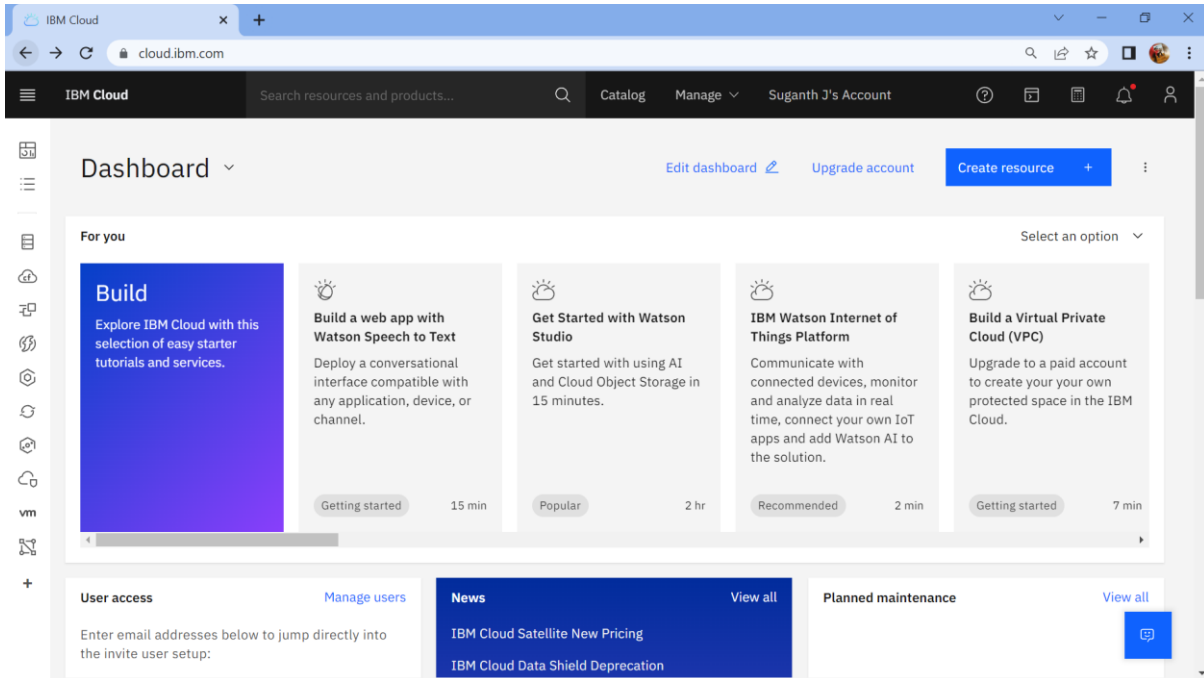 IBM Cloud
cloud.ibm.com
IBM Cloud
Search resources and products...
Catalog
Manage
Suganth J's Account
Dashboard
Edit dashboard
Upgrade account
Create resource +
For you
Select an option
Build
Explore IBM Cloud with this
selection of easy starter
tutorials and services.
Build a web app with
Watson Speech to Text
Deploy a conversational
interface compatible with
any application, device, or
channel.
Getting started
15 min
Get Started with Watson
Studio
Get started with using AI
and Cloud Object Storage in
15 minutes.
Popular
2 hr
IBM Watson Internet of
Things Platform
Communicate with
connected devices, monitor
and analyze data in real
time, connect your own IoT
apps and add Watson AI to
the solution.
Recommended
2 min
Build a Virtual Private
Cloud (VPC)
Upgrade to a paid account
to create your your own
protected space in the IBM
Cloud.
Getting started
7 min
cf
vm
User access
Manage users
Enter email addresses below to jump directly into
the invite user setup:
News
View all
IBM Cloud Satellite New Pricing
IBM Cloud Data Shield Deprecation
Planned maintenance
View all